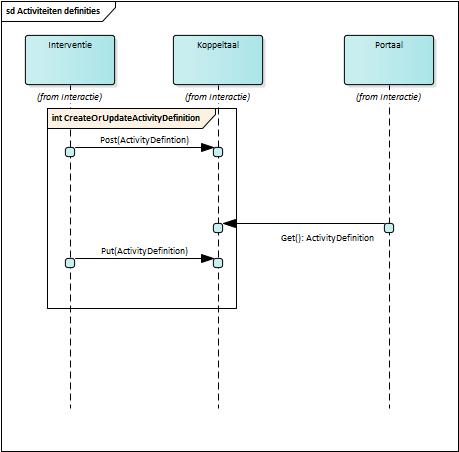 sd Activiteiten definities
Interventie
Koppeltaal
Portaal
(from Interactie)
(from Interactie)
(from Interactie)
int CreateOrUpdateActivityDefinition
Post(ActivityDefintion)
Get(): ActivityDefinition
Put(ActivityDefinition)